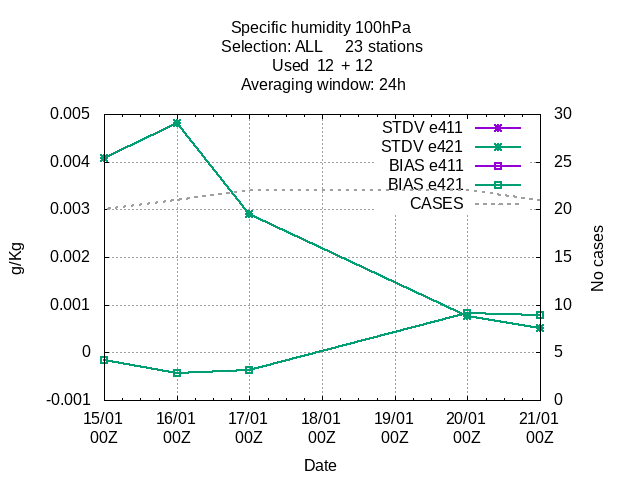 Specific humidity 100hPa
Selection: ALL     23 stations
Used  12  + 12
Averaging window: 24h
0.005
0.004
0.003
0.002
0.001
0
-0.001
g/Kg
STDV e411
STDV e421
BIAS e411
BIAS e421
CASES
30
25
20
15
10
5
0
No cases
15/01 16/01 17/01 18/01 19/01 20/01 21/01
00Z 00Z 00Z 00Z 00Z 00Z 00Z
Date